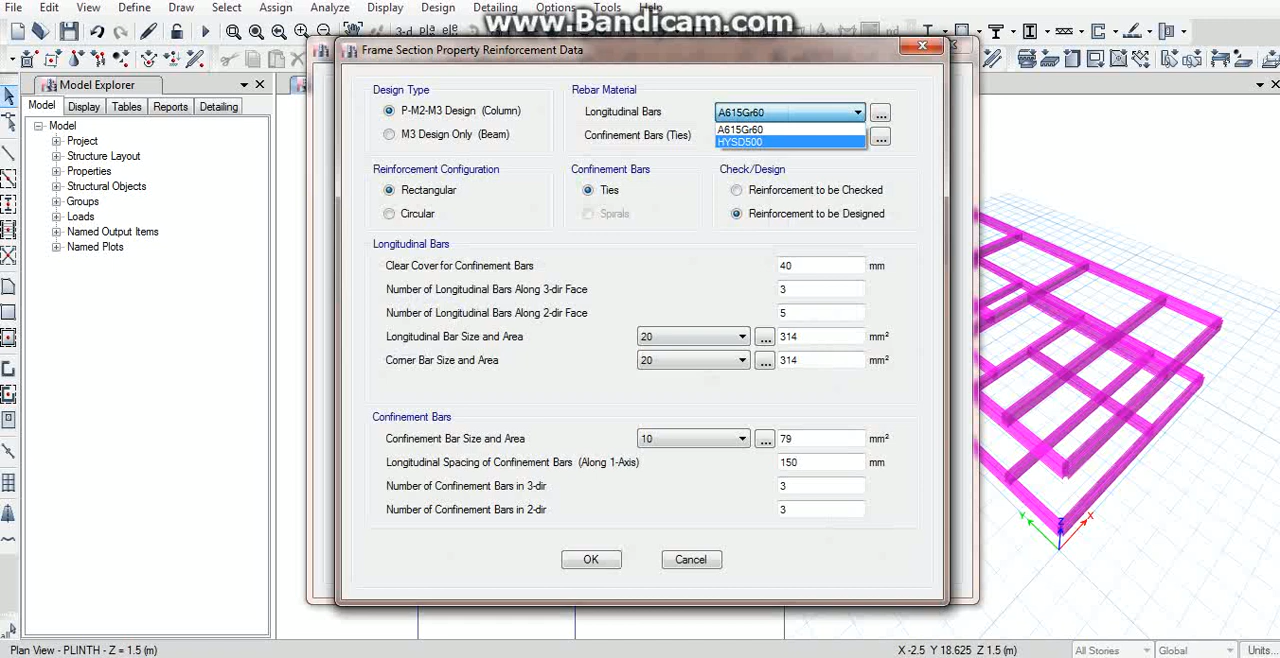 File Edit View Define Draw Select Assign Analyze Display Design Detailing Options Tools Help
www.Bandicam.com
Frame Section Property Reinforcement Data
Model Explorer
Model Display Tables Reports Detailing
Model
Project
Structure Layout
Properties
Structural Objects
Groups
Loads
Named Output Items
Named Plots
Design Type
P-M2-M3 Design (Column)
M3 Design Only (Beam)
Rebar Material
Longitudinal Bars A615Gr60 ...
A615Gr60
HYSD500
Confinement Bars (Ties) ...
Reinforcement Configuration
Rectangular
Circular
Confinement Bars
Ties
Spirals
Check/Design
Reinforcement to be Checked
Reinforcement to be Designed
Longitudinal Bars
Clear Cover for Confinement Bars 40 mm
Number of Longitudinal Bars Along 3-dir Face 3
Number of Longitudinal Bars Along 2-dir Face 5
Longitudinal Bar Size and Area 20 ... 314 mm²
Corner Bar Size and Area 20 ... 314 mm²
Confinement Bars
Confinement Bar Size and Area 10 ... 79 mm²
Longitudinal Spacing of Confinement Bars (Along 1-Axis) 150 mm
Number of Confinement Bars in 3-dir 3
Number of Confinement Bars in 2-dir 3
OK Cancel
Z
Y X
Plan View - PLINTH - Z = 1.5 (m) X -2.5 Y 18.625 Z 1.5 (m) All Stories Global Units...